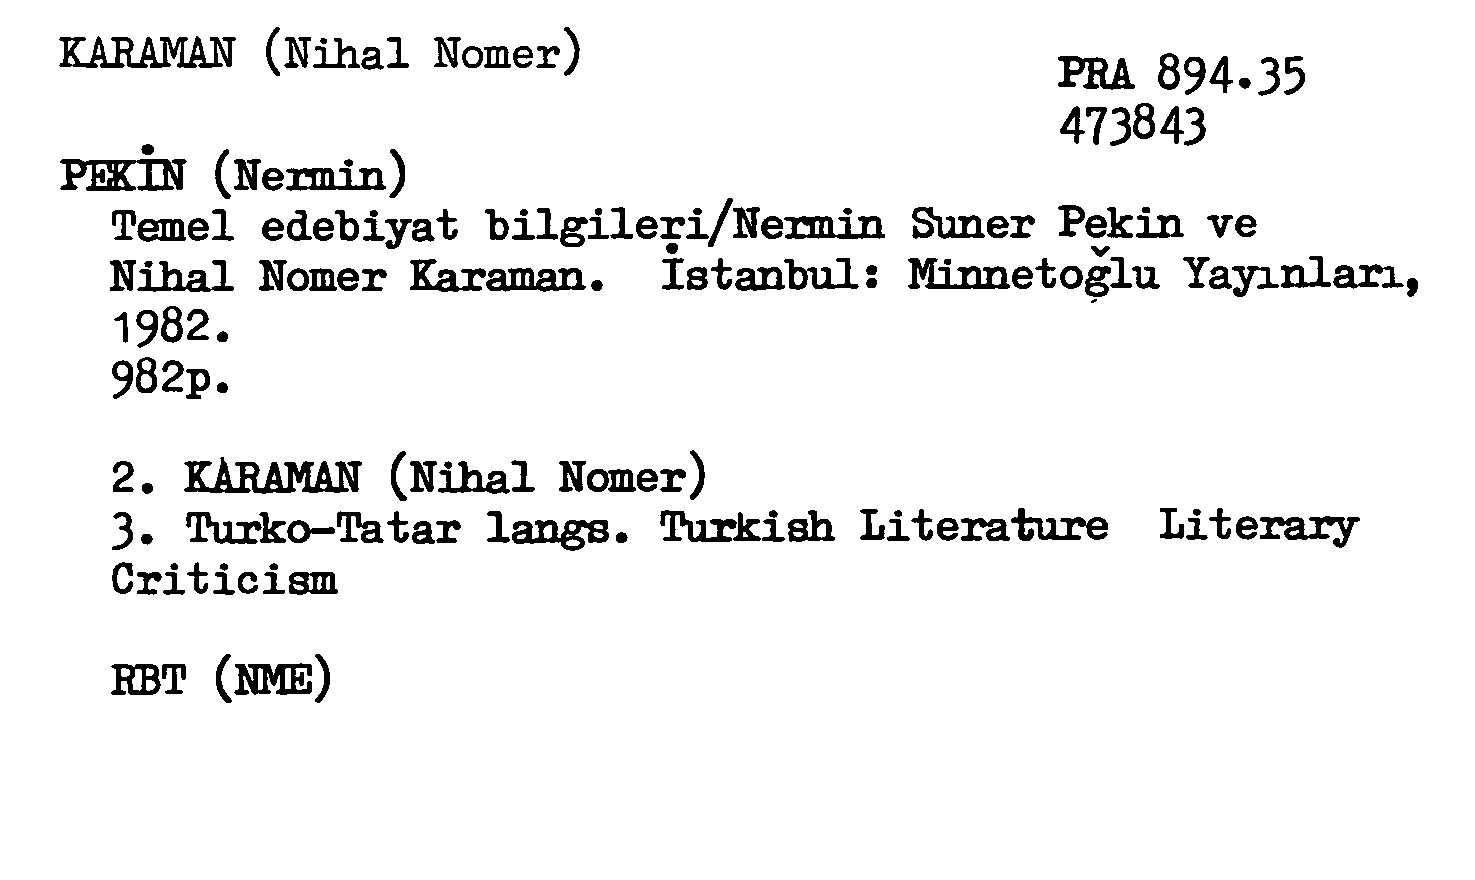 KARAMAN (Nihal Nomer)
PRA 894.35
473843
PEKİN (Nermin)
Temel edebiyat bilgileri/Nermin Suner Pekin ve
Nihal Nomer Karaman. İstanbul: Minnetoğlu Yayınları,
1982.
982p.
2. KARAMAN (Nihal Nomer)
3. Turko-Tatar langs. Turkish Literature Literary
Criticism
RBT (NME)